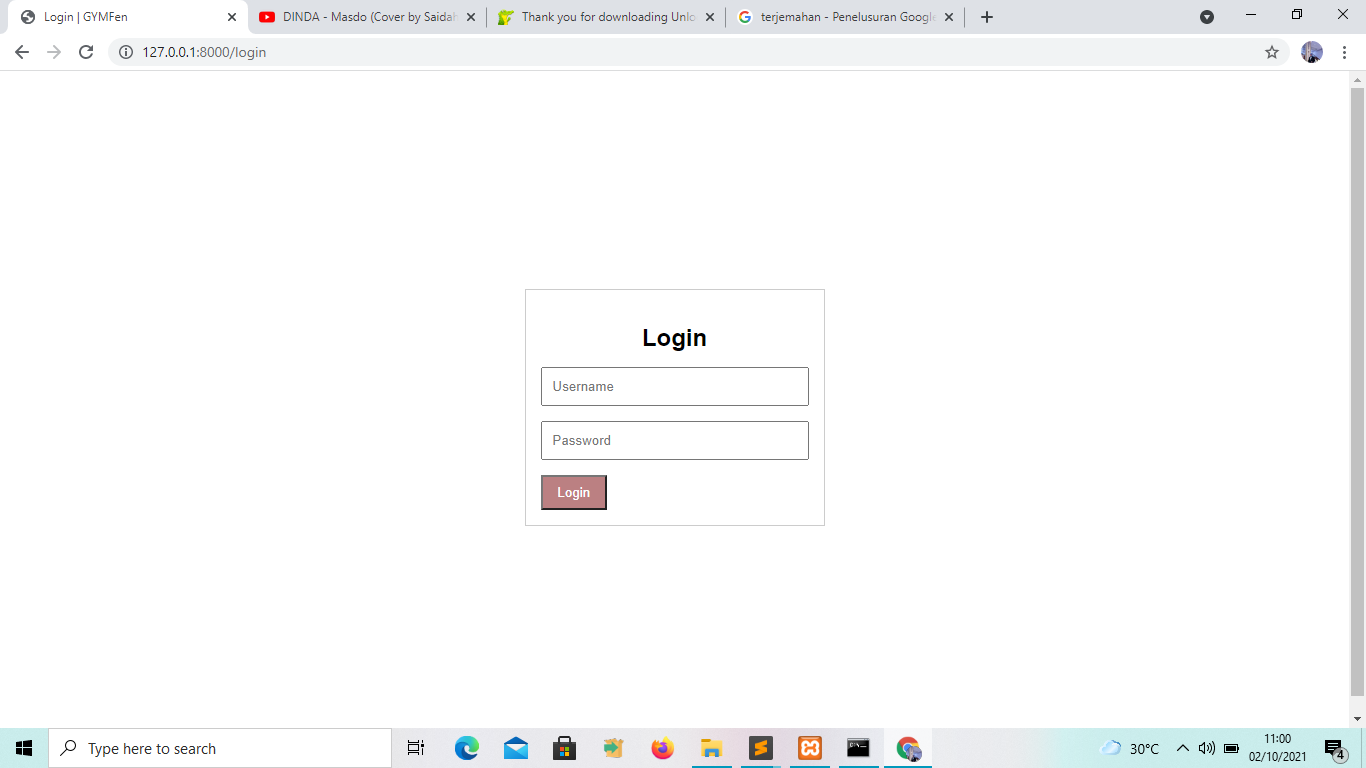 Login | GYMFen
DINDA - Masdo (Cover by Saidah
Thank you for downloading Unlo
terjemahan - Penelusuran Google
127.0.0.1:8000/login
Login
Username
Password
Login
Type here to search
30°C
11:00
02/10/2021
4